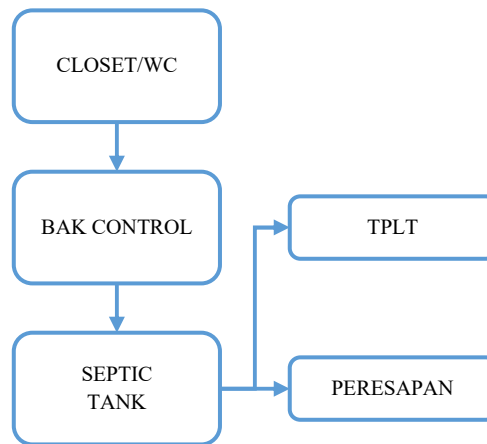 CLOSET/WC
BAK CONTROL
TPLT
SEPTIC
TANK
PERESAPAN